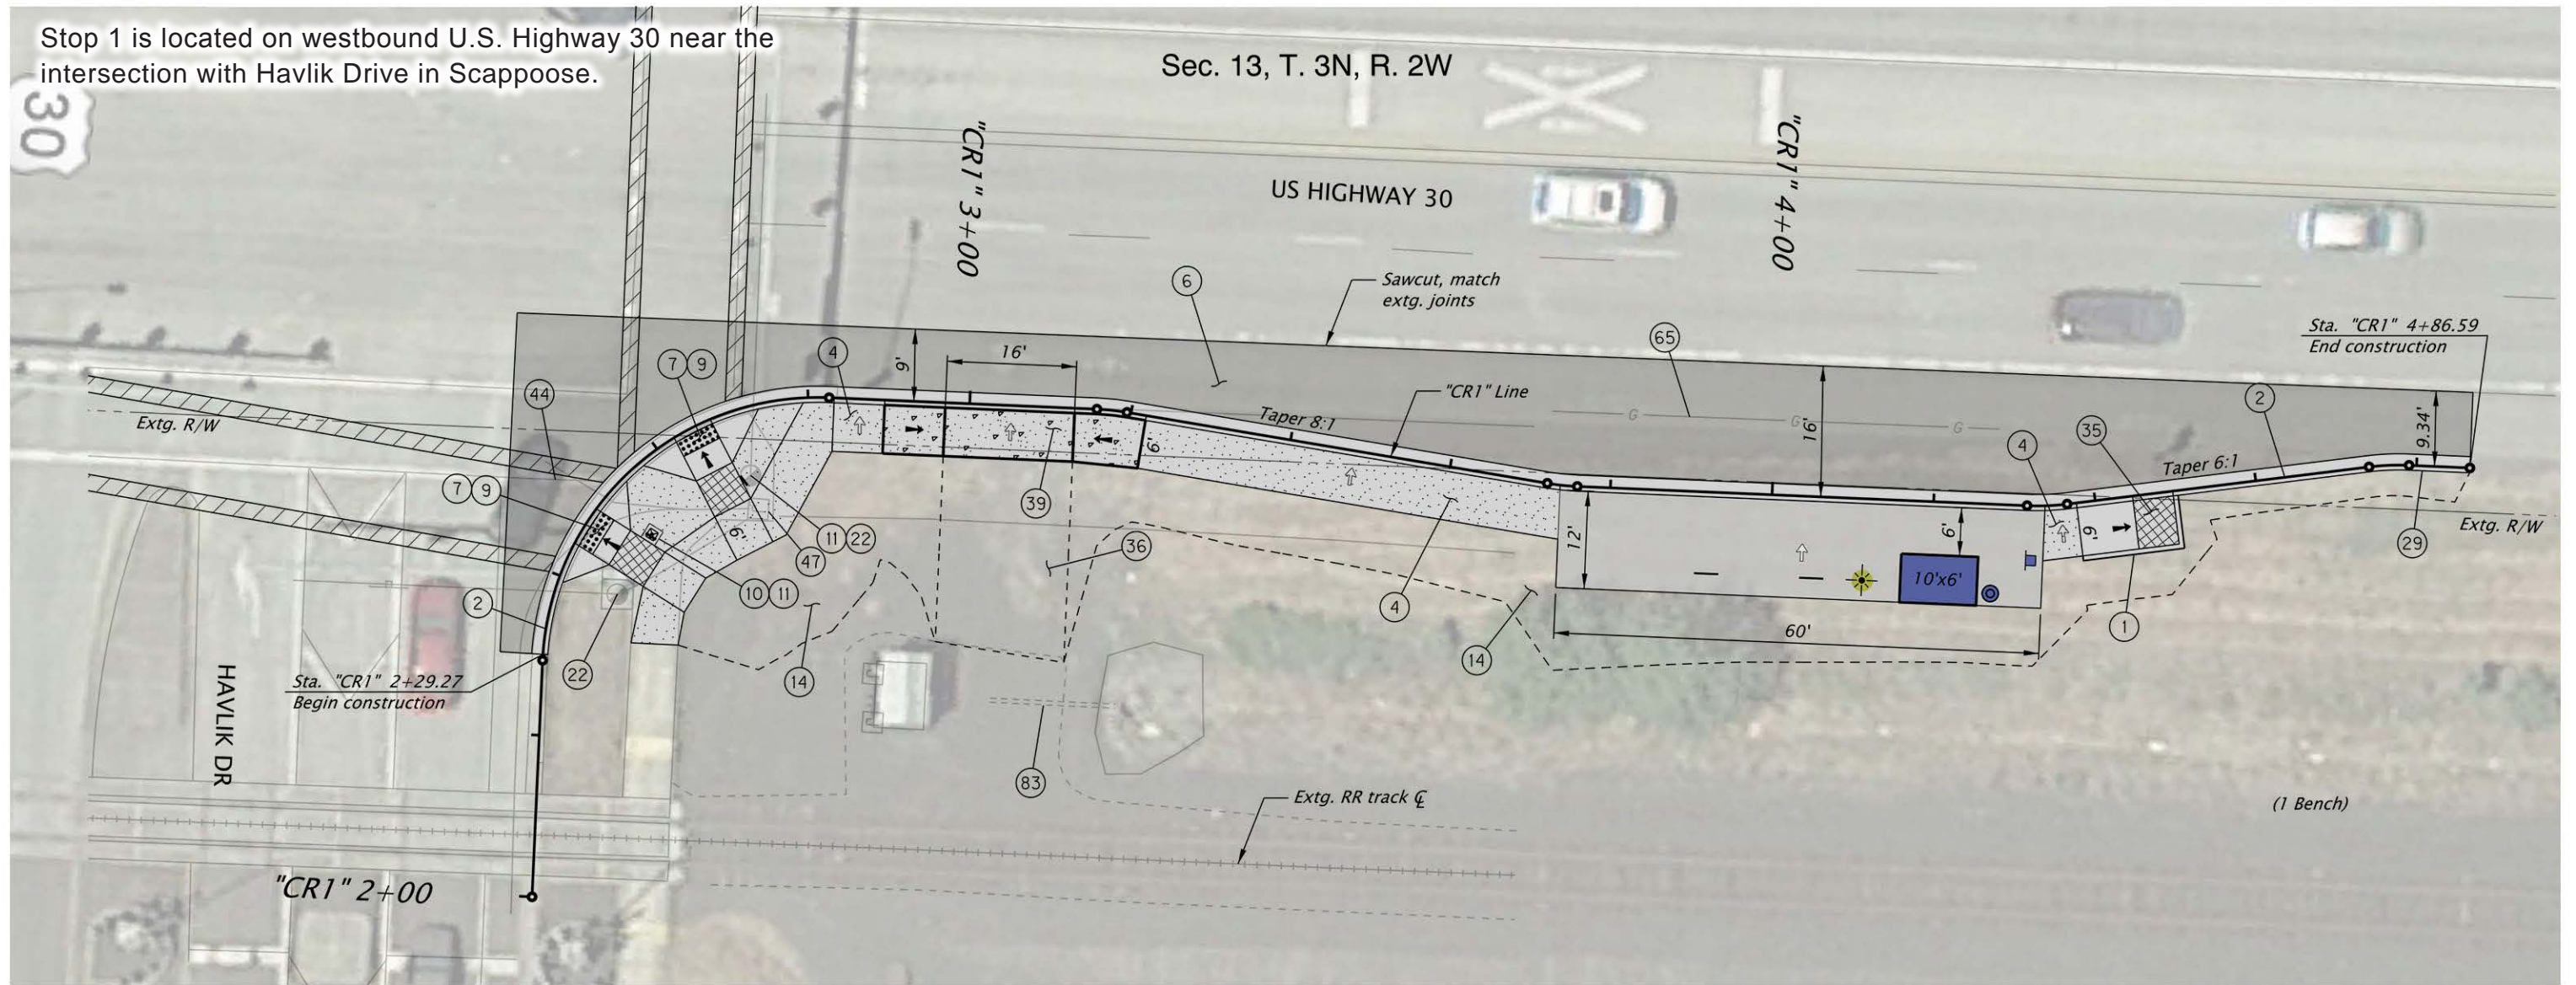 Stop 1 is located on westbound U.S. Highway 30 near the
intersection with Havlik Drive in Scappoose.
Sec. 13, T. 3N, R. 2W
30
"CR1" 3+00
"CR1" 4+00
US HIGHWAY 30
Sawcut, match
extg. joints
6
65
Sta. "CR1" 4+86.59
End construction
7 9
4
9'
16'
"CR1" Line
44
2
Extg. R/W
Taper 8:1
G
G
G
16'
4
35
9.34'
Taper 6:1
6'
7 9
39
11 22
47
6'
36
12'
6'
6'
Extg. R/W
29
10'x6'
10 11
2
4
1
22
14
14
60'
Sta. "CR1" 2+29.27
Begin construction
HAVLIK DR
83
Extg. RR track ℄
(1 Bench)
"CR1" 2+00